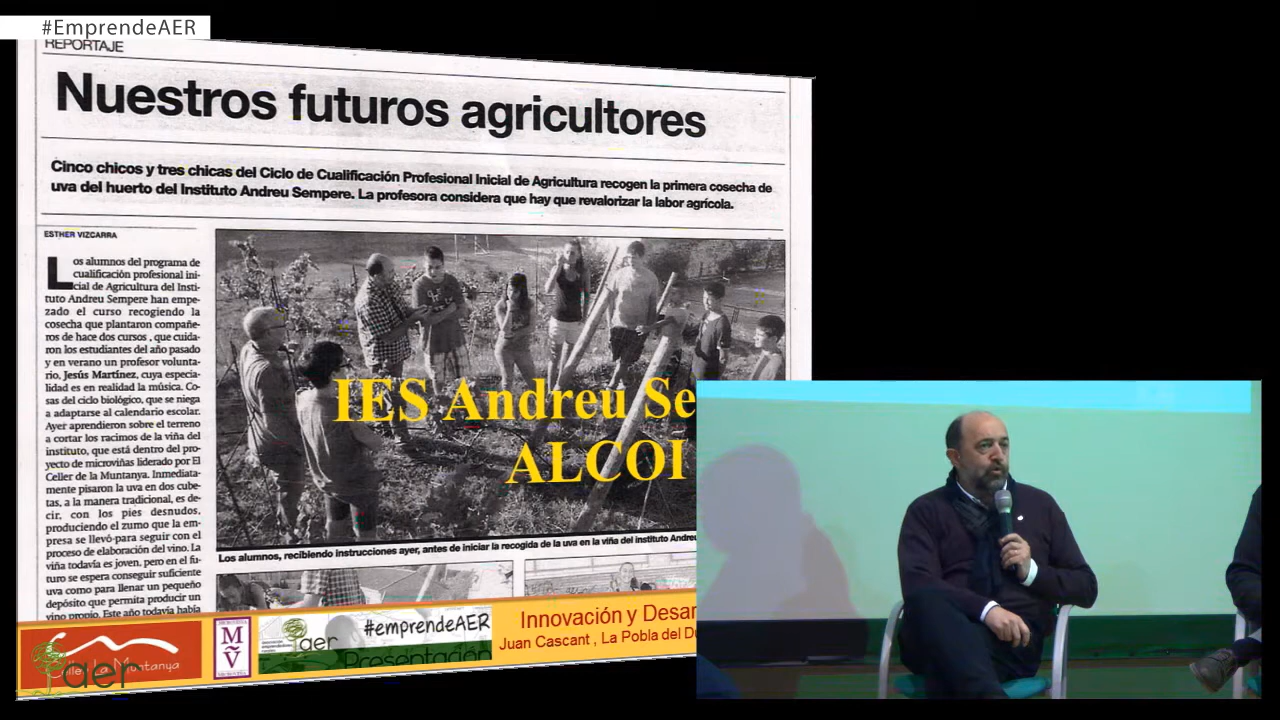 #EmprendeAER
REPORTAJE
Nuestros futuros agricultores
Cinco chicos y tres chicas del Ciclo de Cualificación Profesional Inicial de Agricultura recogen la primera cosecha de
uva del huerto del Instituto Andreu Sempere. La profesora considera que hay que revalorizar la labor agrícola.
ESTHER VIZCARRA
Los alumnos del programa de
cualificación profesional ini-
cial de Agricultura del Insti-
tuto Andreu Sempere han empe-
zado el curso recogiendo la
cosecha que plantaron compañe-
ros de hace dos cursos , que cuida-
ron los estudiantes del año pasado
y en verano un profesor volunta-
rio, Jesús Martínez, cuya especia-
lidad es en realidad la música. Co-
sas del ciclo biológico, que se niega
a adaptarse al calendario escolar.
Ayer aprendieron sobre el terreno
a cortar los racimos de la viña del
instituto, que está dentro del pro-
yecto de microviñas liderado por El
Celler de la Muntanya. Inmediata-
mente pisaron la uva en dos cube-
tas, a la manera tradicional, es de-
cir, con los pies desnudos,
produciendo el zumo que la em-
presa se llevó para seguir con el
proceso de elaboración del vino. La
viña todavía es joven, pero en el fu-
turo se espera conseguir suficiente
uva como para llenar un pequeño
depósito que permita producir un
vino propio. Este año todavía había
IES Andreu Se
ALCOI
Los alumnos, recibiendo instrucciones ayer, antes de iniciar la recogida de la uva en la viña del instituto Andreu
Celler La Muntanya
aer
MV
aer
#emprendeAER
Presentación
Innovación y Desar
Juan Cascant , La Pobla del Du